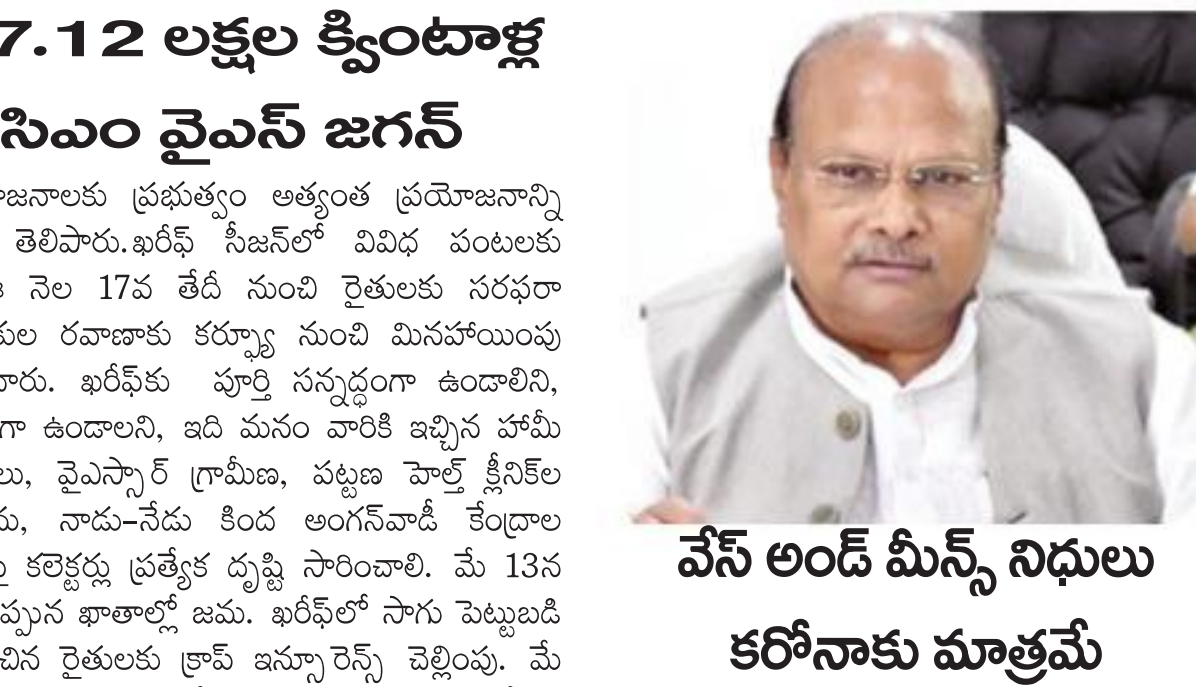 7.12 లక్షల క్వింటాళ్ల
సిఎం వైఎస్ జగన్
ప్రభుత్వం అత్యంత ప్రయోజనాన్ని
తెలిపారు.ఖరీఫ్ సీజన్‌లో వివిధ పంటలకు
నెల 17వ తేదీ నుంచి రైతులకు సరఫరా
రవాణాకు కర్ఫ్యూ నుంచి మినహాయింపు
ఖరీఫ్‌కు పూర్తి సన్నద్ధంగా ఉండాలిని,
గా ఉండాలని, ఇది మనం వారికి ఇచ్చిన హామీ
లు, వైఎస్సార్ గ్రామీణ, పట్టణ హెల్త్ క్లీనిక్‌ల
నాడు-నేడు కింద అంగన్‌వాడీ కేంద్రాల
కలెక్టర్లు ప్రత్యేక దృష్టి సారించాలి. మే 13న
ప్పున ఖాతాల్లో జమ. ఖరీఫ్‌లో సాగు పెట్టుబడి
చిన రైతులకు క్రాప్ ఇన్సూరెన్స్ చెల్లింపు. మే
వేస్ అండ్ మీన్స్ నిధులు
కరోనాకు మాత్రమే